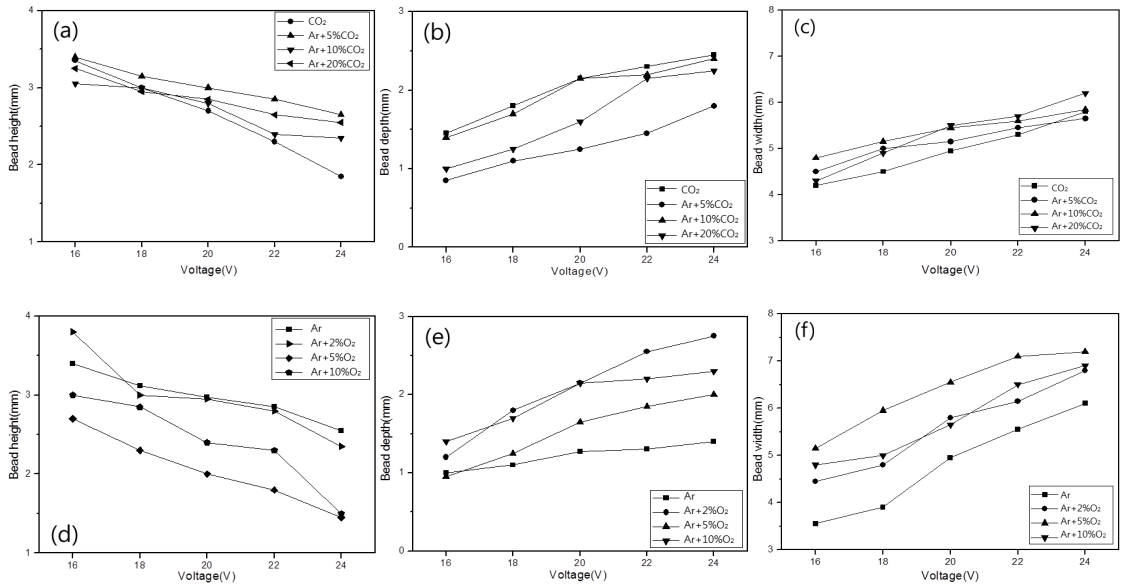 (a)
CO₂
Ar+5%CO₂
Ar+10%CO₂
Ar+20%CO₂
4
3
2
1
Bead height(mm)
16 18 20 22 24
Voltage(V)
(b)
CO₂
Ar+5%CO₂
Ar+10%CO₂
Ar+20%CO₂
3
2
1
0
Bead depth(mm)
16 18 20 22 24
Voltage(V)
(c)
CO₂
Ar+5%CO₂
Ar+10%CO₂
Ar+20%CO₂
8
7
6
5
4
3
Bead width(mm)
16 18 20 22 24
Voltage(V)
(d)
Ar
Ar+2%O₂
Ar+5%O₂
Ar+10%O₂
4
3
2
1
Bead height(mm)
16 18 20 22 24
Voltage(V)
(e)
Ar
Ar+2%O₂
Ar+5%O₂
Ar+10%O₂
3
2
1
0
Bead depth(mm)
16 18 20 22 24
Voltage(V)
(f)
Ar
Ar+2%O₂
Ar+5%O₂
Ar+10%O₂
8
7
6
5
4
3
Bead width(mm)
16 18 20 22 24
Voltage(V)